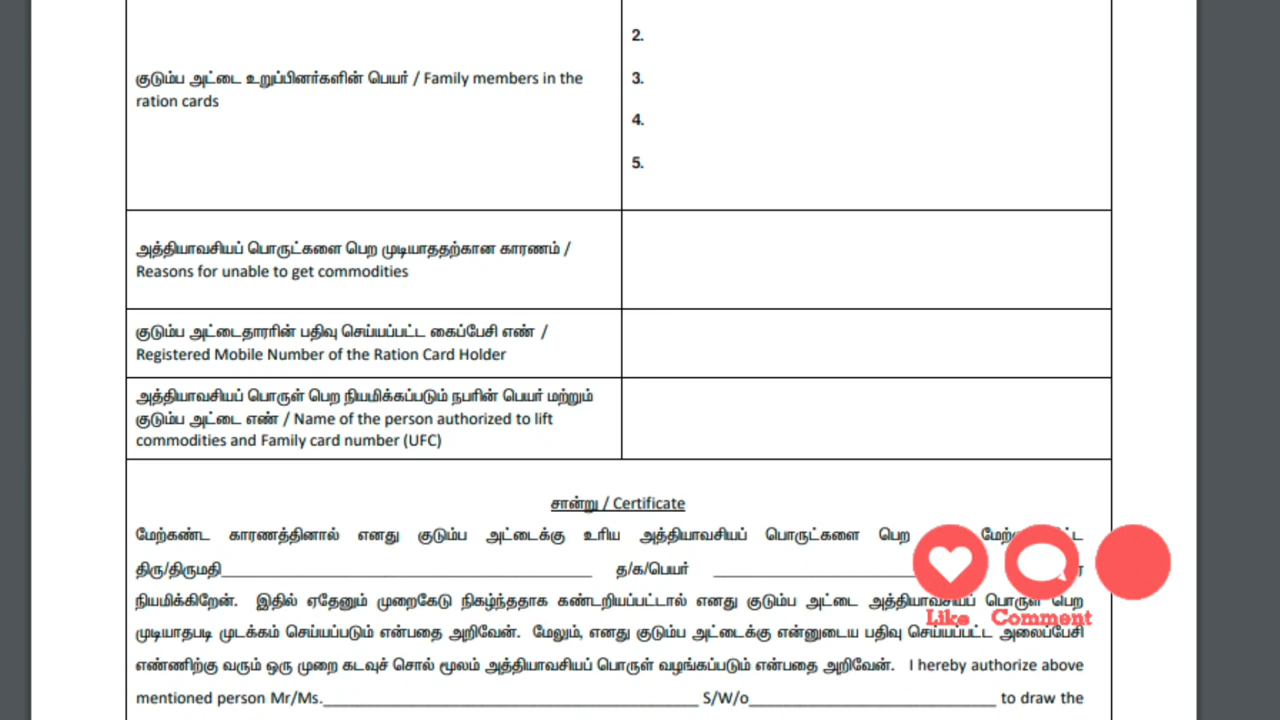 2.
குடும்ப அட்டை உறுப்பினர்களின் பெயர் / Family members in the
ration cards
3.
4.
5.
அத்தியாவசியப் பொருட்களை பெற முடியாததற்கான காரணம் /
Reasons for unable to get commodities
குடும்ப அட்டைதாரரின் பதிவு செய்யப்பட்ட கைப்பேசி எண் /
Registered Mobile Number of the Ration Card Holder
அத்தியாவசியப் பொருள் பெற நியமிக்கப்படும் நபரின் பெயர் மற்றும்
குடும்ப அட்டை எண் / Name of the person authorized to lift
commodities and Family card number (UFC)
சான்று / Certificate
மேற்கண்ட காரணத்தினால் எனது குடும்ப அட்டைக்கு உரிய அத்தியாவசியப் பொருட்களை பெற
திரு/திருமதி____ த/க/பெயர் ____
நியமிக்கிறேன். இதில் ஏதேனும் முறைகேடு நிகழ்ந்ததாக கண்டறியப்பட்டால் எனது குடும்ப அட்டை அத்தியாவசியப் பொருள் பெற
Like Comment
முடியாதபடி முடக்கம் செய்யப்படும் என்பதை அறிவேன். மேலும், எனது குடும்ப அட்டைக்கு என்னுடைய பதிவு செய்யப்பட்ட அலைப்பேசி
எண்ணிற்கு வரும் ஒரு முறை கடவுச் சொல் மூலம் அத்தியாவசியப் பொருள் வழங்கப்படும் என்பதை அறிவேன். I hereby authorize above
mentioned person Mr/Ms.____ S/W/o____ to draw the